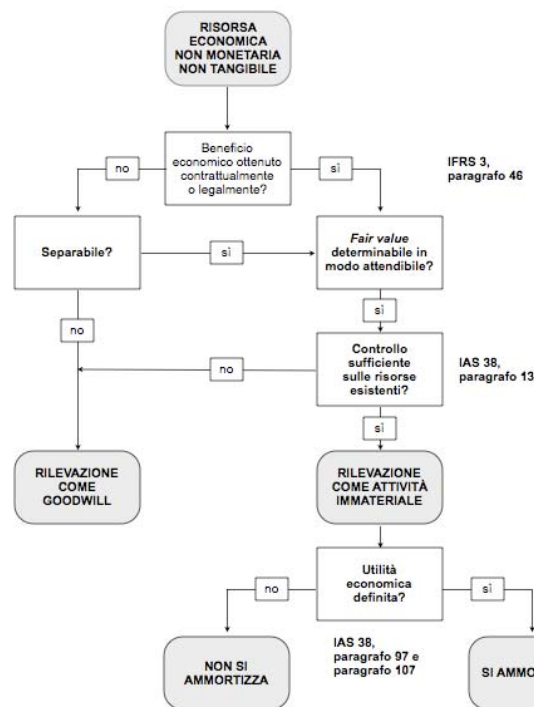 RISORSA
ECONOMICA
NON MONETARIA
NON TANGIBILE
Beneficio
economico ottenuto
contrattualmente
o legalmente?
no
sì
IFRS 3,
paragrafo 46
Separabile?
sì
Fair value
determinabile in
modo attendibile?
no
sì
Controllo
sufficiente
sulle risorse
esistenti?
no
IAS 38,
paragrafo 13
sì
RILEVAZIONE
COME
GOODWILL
RILEVAZIONE
COME ATTIVITÀ
IMMATERIALE
Utilità
economica
definita?
no
sì
IAS 38,
paragrafo 97 e
paragrafo 107
NON SI
AMMORTIZZA
SI AMMO